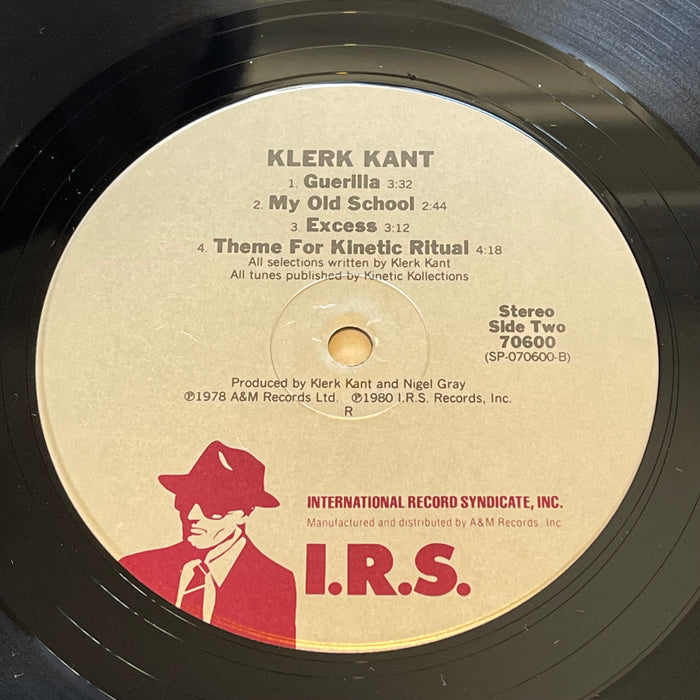 KLERK KANT
1. Guerilla 3:32
2. My Old School 2:44
3. Excess 3:12
4. Theme For Kinetic Ritual 4:18
All selections written by Klerk Kant
All tunes published by Kinetic Kollections
Stereo
Side Two
70600
(SP-070600-B)
Produced by Klerk Kant and Nigel Gray
℗1978 A&M Records Ltd. ℗1980 I.R.S. Records, Inc.
R
INTERNATIONAL RECORD SYNDICATE, INC.
Manufactured and distributed by A&M Records, Inc
I.R.S.